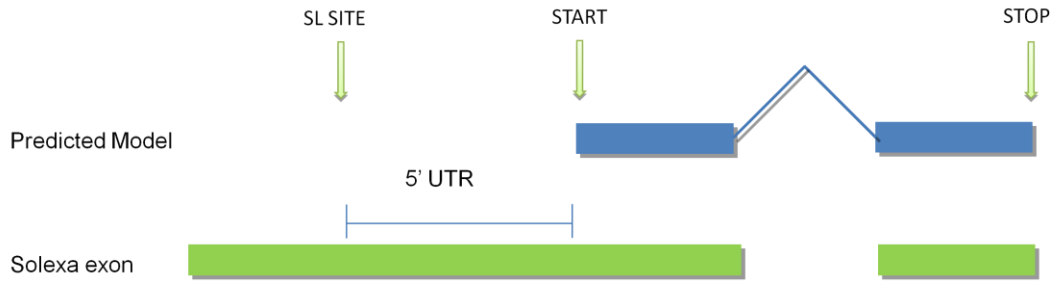 SL SITE
START
STOP
Predicted Model
5' UTR
Solexa exon